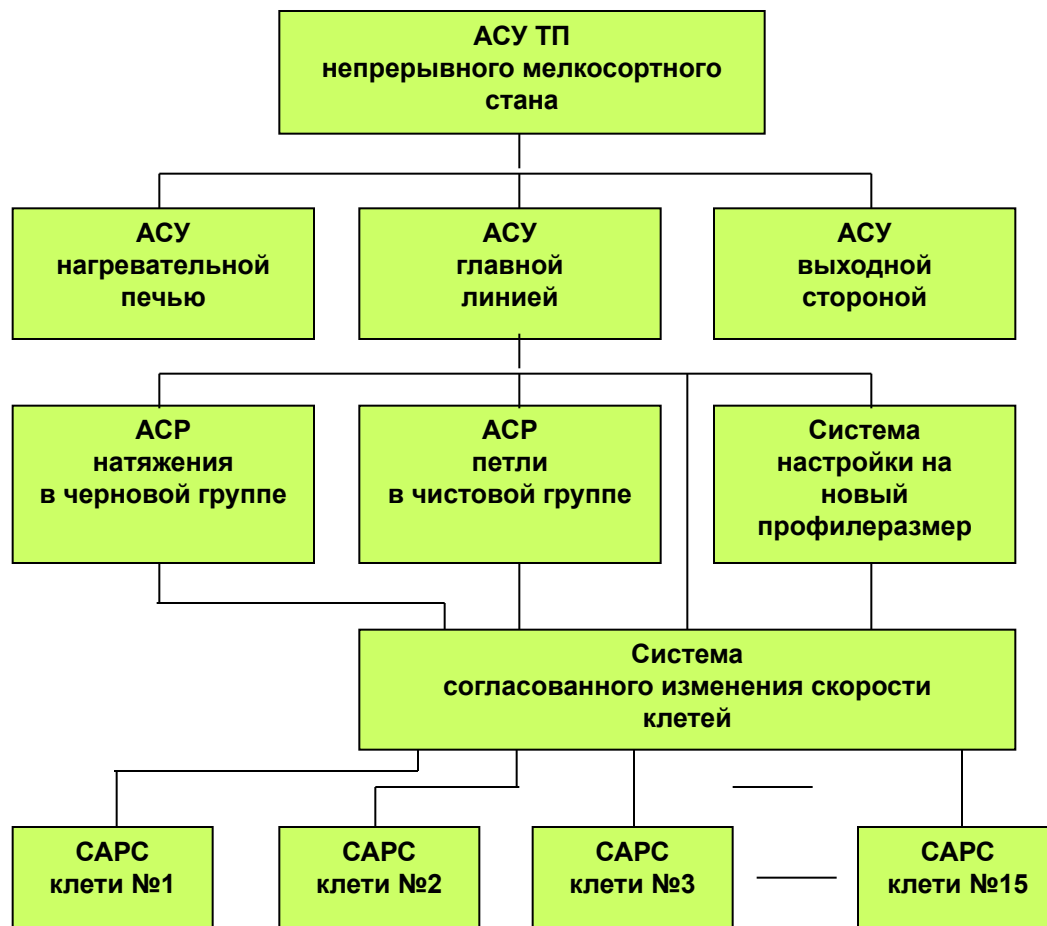 АСУ ТП
непрерывного мелкосортного
стана
АСУ
нагревательной
печью
АСУ
главной
линией
АСУ
выходной
стороной
АСР
натяжения
в черновой группе
АСР
петли
в чистовой группе
Система
настройки на
новый
профилеразмер
Система
согласованного изменения скорости
клетей
САРС
клети №1
САРС
клети №2
САРС
клети №3
САРС
клети №15